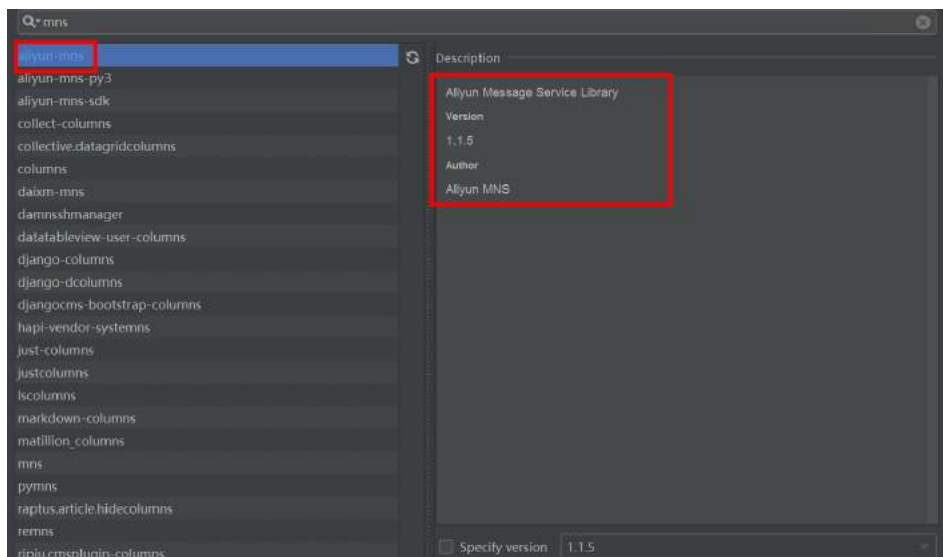 mns
aliyun-mns
aliyun-mns-py3
aliyun-mns-sdk
collect-columns
collective.datagridcolumns
columns
daixm-mns
damnsshmanager
datatableview-user-columns
django-columns
django-dcolumns
djangocms-bootstrap-columns
hapi-vendor-systemns
just-columns
justcolumns
lscolumns
markdown-columns
matillion_columns
mns
pymns
raptus.article.hidecolumns
remns
ripiu.cmsplugin-columns
Description
Aliyun Message Service Library
Version
1.1.5
Author
Aliyun MNS
Specify version 1.1.5